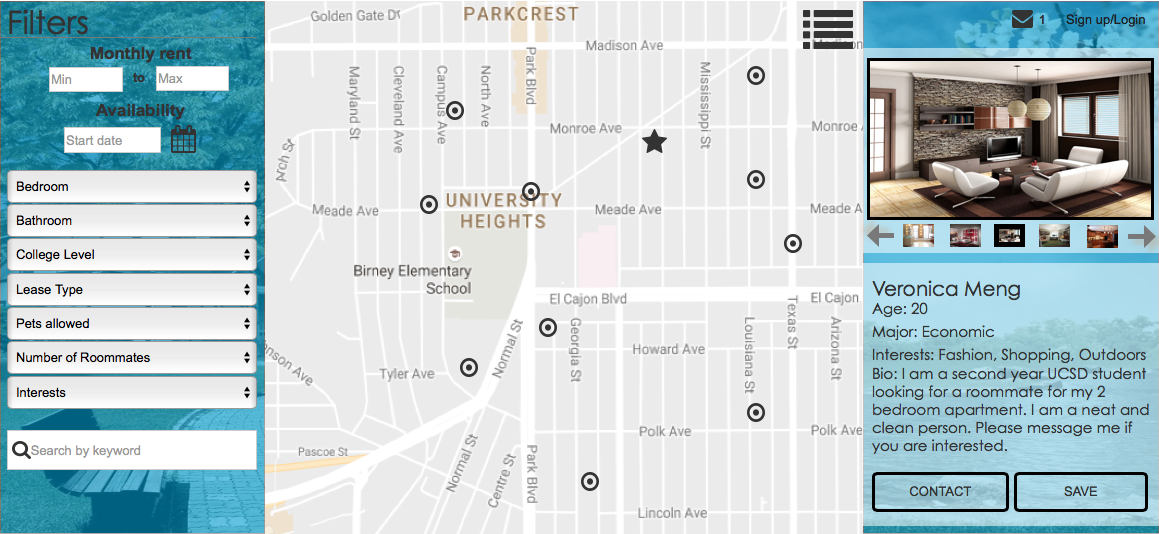 Filters
Monthly rent
Min
to
Max
Availability
Start date
Bedroom
Bathroom
College Level
Lease Type
Pets allowed
Number of Roommates
Interests
Search by keyword
Golden Gate Dr
PARKCREST
Madison Ave
Madison
Park Blvd
Maryland St
Cleveland Ave
Campus Ave
North Ave
Mississippi St
Monroe Ave
Monroe
Arch St
UNIVERSITY
HEIGHTS
Meade Ave
Meade Ave
Meade A
Birney Elementary
School
El Cajon Blvd
El Cajon
Texas St
Normal St
Georgia St
Louisiana St
Arizona St
Howard Ave
Tyler Ave
Polk Ave
Polk Ave
Pascoe St
Normal St
Centre St
Park Blvd
Lincoln Ave
1
Sign up/Login
Veronica Meng
Age: 20
Major: Economic
Interests: Fashion, Shopping, Outdoors
Bio: I am a second year UCSD student
looking for a roommate for my 2
bedroom apartment. I am a neat and
clean person. Please message me if
you are interested.
CONTACT
SAVE